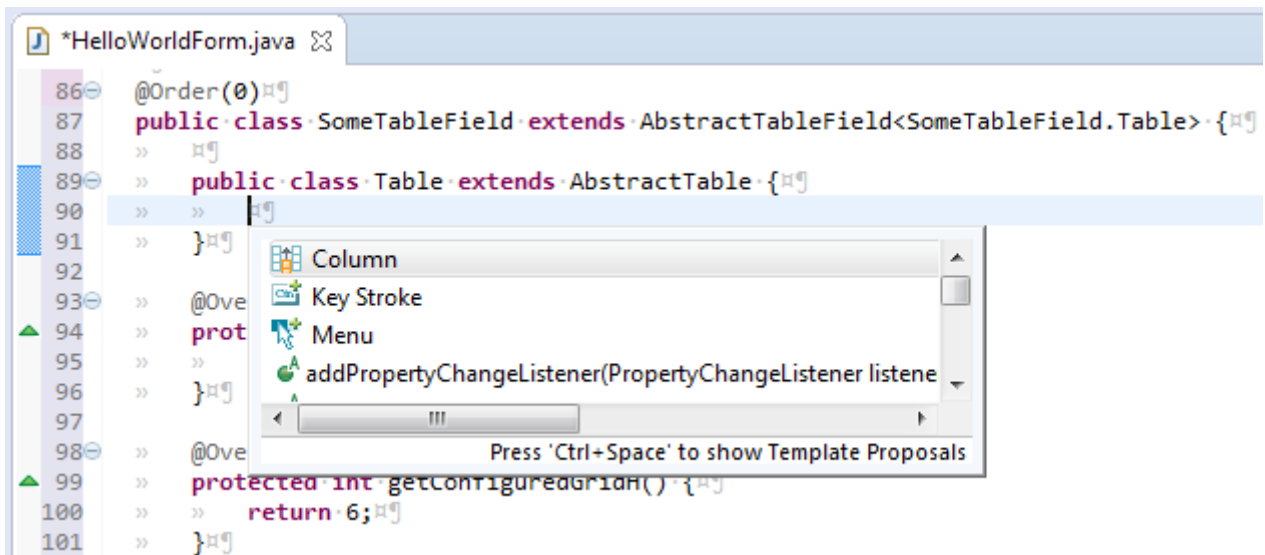 *HelloWorldForm.java
86 @Order(0)¤¶
87 public·class·SomeTableField·extends·AbstractTableField<SomeTableField.Table>·{¤¶
88 » ¤¶
89 » public·class·Table·extends·AbstractTable·{¤¶
90 » » ¤¶
91 » }¤¶
92
93 » @Ove
94 » prot
95 » »
96 » }¤¶
97
98 » @Ove
99 » protected·int·getConfiguredGridH()·{¤¶
100 » » return·6;¤¶
101 » }¤¶
Column
Key Stroke
Menu
addPropertyChangeListener(PropertyChangeListener listene
Press 'Ctrl+Space' to show Template Proposals